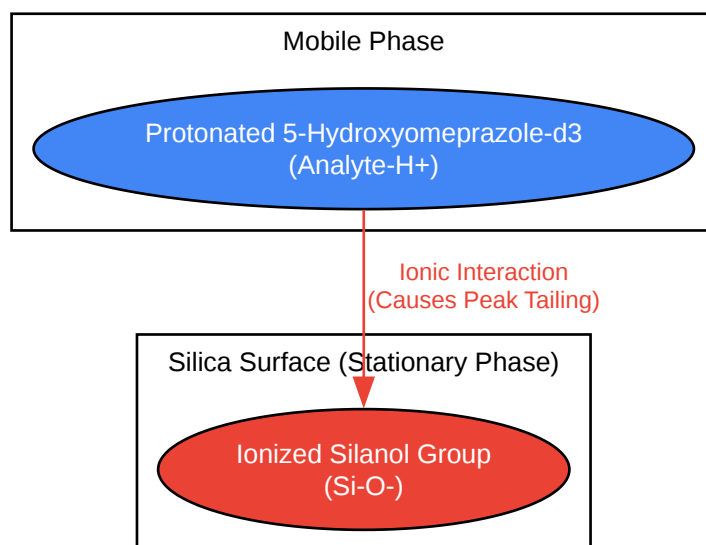 Mobile Phase
Protonated 5-Hydroxyomeprazole-d3
(Analyte-H+)
Ionic Interaction
(Causes Peak Tailing)
Silica Surface (Stationary Phase)
Ionized Silanol Group
(Si-O-)